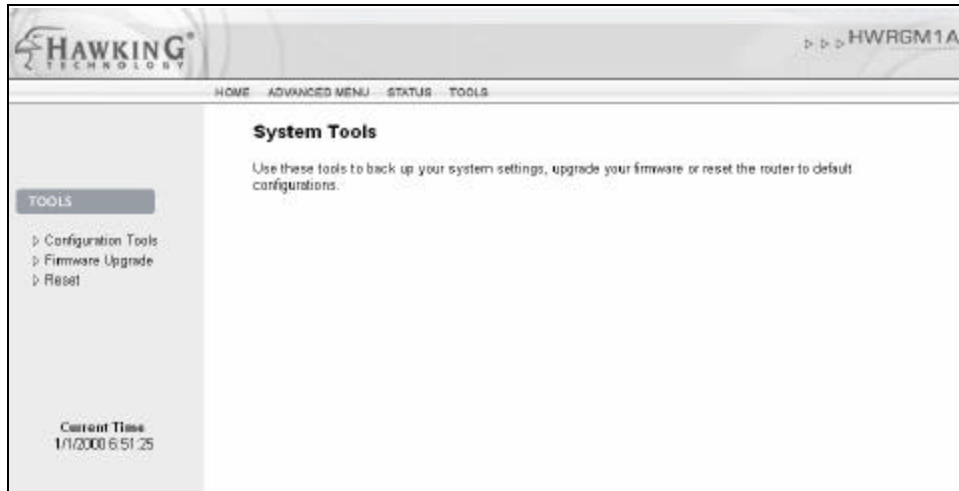 HAWKING®
TECHNOLOGY
▷ ▷ ▷ HWRGM1A
HOME ADVANCED MENU STATUS TOOLS
System Tools
Use these tools to back up your system settings, upgrade your firmware or reset the router to default
configurations.
TOOLS
▷ Configuration Tools
▷ Firmware Upgrade
▷ Reset
Current Time
1/1/2000 6:51:25